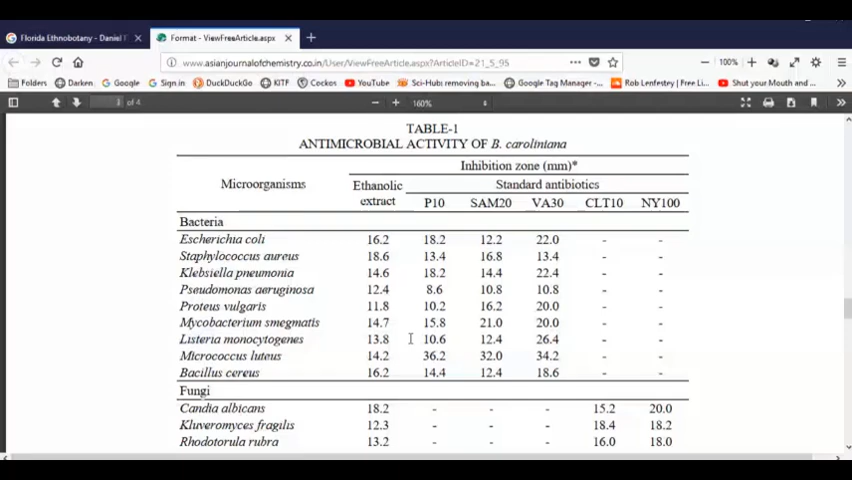 Florida Ethnobotany - Daniel F
Format - ViewFreeArticle.aspx
www.asianjournalofchemistry.co.in/User/ViewFreeArticle.aspx?ArticleID=21_5_95
100%
Folders Darken Google Sign in DuckDuckGo KITF Cockos YouTube Sci-Hub: removing ba... Google Tag Manager -... Rob Lenfestey | Free Li... Shut your Mouth and ...
3 of 4
160%
TABLE-1
ANTIMICROBIAL ACTIVITY OF B. caroliniana
Microorganisms Ethanolic extract Inhibition zone (mm)*
Standard antibiotics
P10 SAM20 VA30 CLT10 NY100
Bacteria
Escherichia coli 16.2 18.2 12.2 22.0 - -
Staphylococcus aureus 18.6 13.4 16.8 13.4 - -
Klebsiella pneumonia 14.6 18.2 14.4 22.4 - -
Pseudomonas aeruginosa 12.4 8.6 10.8 10.8 - -
Proteus vulgaris 11.8 10.2 16.2 20.0 - -
Mycobacterium smegmatis 14.7 15.8 21.0 20.0 - -
Listeria monocytogenes 13.8 10.6 12.4 26.4 - -
Micrococcus luteus 14.2 36.2 32.0 34.2 - -
Bacillus cereus 16.2 14.4 12.4 18.6 - -
Fungi
Candia albicans 18.2 - - - 15.2 20.0
Kluveromyces fragilis 12.3 - - - 18.4 18.2
Rhodotorula rubra 13.2 - - - 16.0 18.0